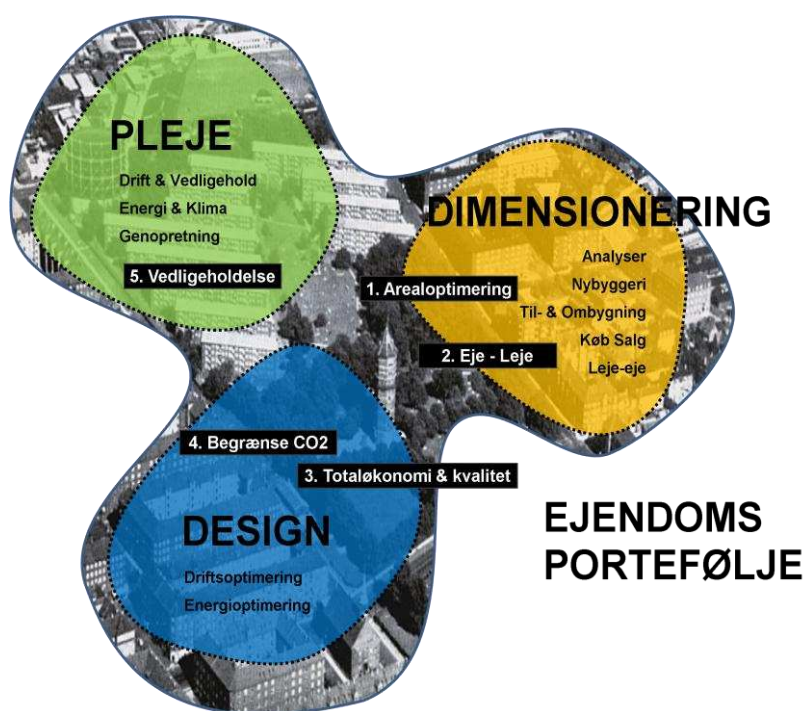 PLEJE
Drift & Vedligehold
Energi & Klima
Genopretning
5. Vedligeholdelse
DIMENSIONERING
Analyser
Nybyggeri
Til- & Ombygning
Køb Salg
Leje-eje
1. Arealoptimering
2. Eje - Leje
4. Begrænse CO2
3. Totaløkonomi & kvalitet
DESIGN
Driftsoptimering
Energioptimering
EJENDOMS
PORTEFØLJE